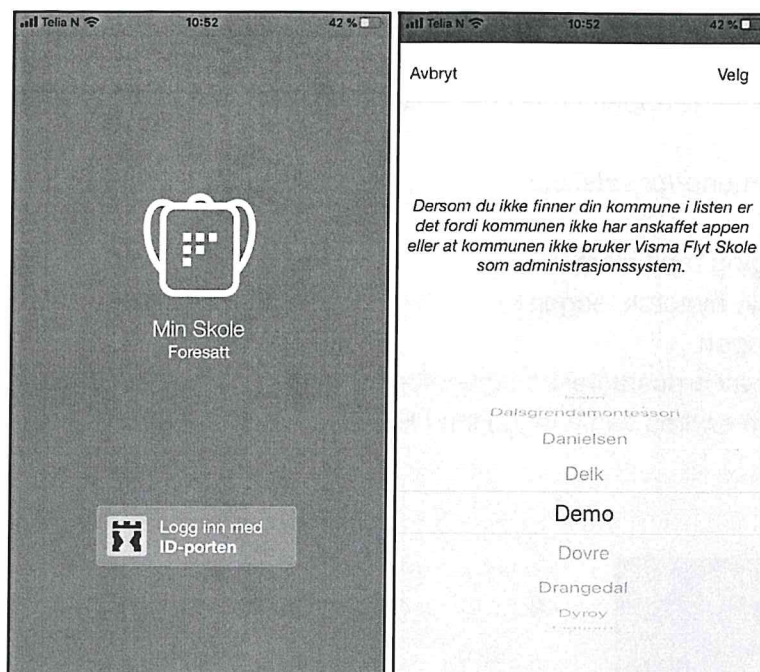 Telia N 10:52 42 %
Min Skole
Foresatt
Logg inn med
ID-porten
Telia N 10:52 42 %
Avbryt Velg
Dersom du ikke finner din kommune i listen er
det fordi kommunen ikke har anskaffet appen
eller at kommunen ikke bruker Visma Flyt Skole
som administrasjonssystem.
Dalsgrendamontessori
Danielsen
Delk
Demo
Dovre
Drangedal
Dyroy